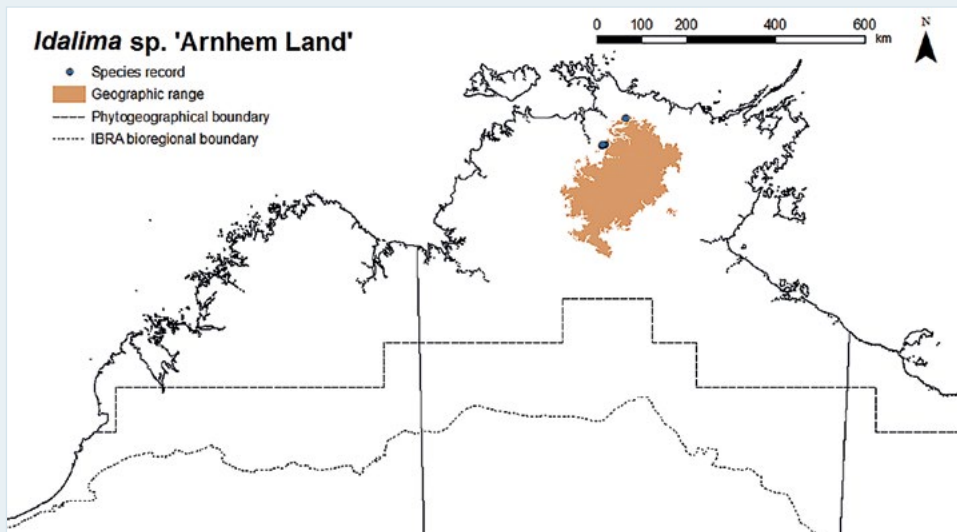 Idalima sp. 'Arnhem Land'
Species record
Geographic range
Phytogeographical boundary
IBRA bioregional boundary
0 100 200 400 600
km
N